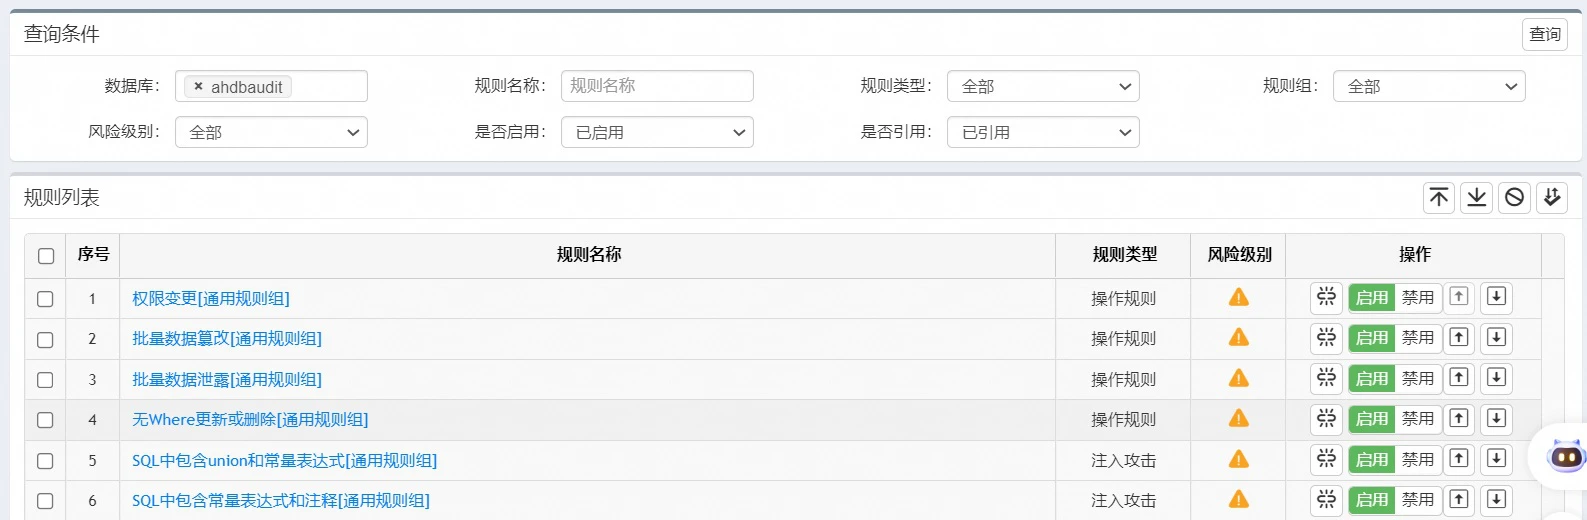 查询条件 查询
数据库： × ahdbaudit 规则名称： 规则名称 规则类型： 全部 规则组： 全部
风险级别： 全部 是否启用： 已启用 是否引用： 已引用
规则列表
序号 规则名称 规则类型 风险级别 操作
1 权限变更[通用规则组] 操作规则 启用 禁用
2 批量数据篡改[通用规则组] 操作规则 启用 禁用
3 批量数据泄露[通用规则组] 操作规则 启用 禁用
4 无Where更新或删除[通用规则组] 操作规则 启用 禁用
5 SQL中包含union和常量表达式[通用规则组] 注入攻击 启用 禁用
6 SQL中包含常量表达式和注释[通用规则组] 注入攻击 启用 禁用